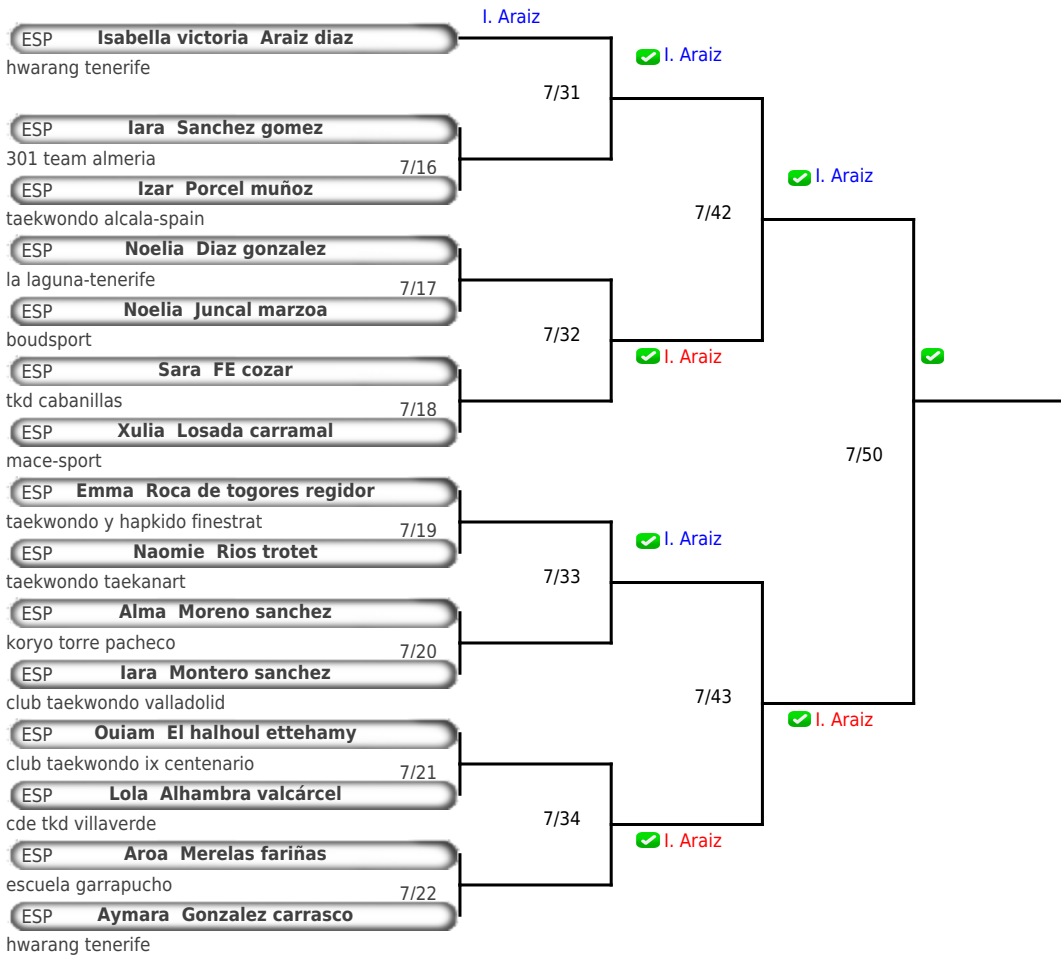 I. Araiz
ESP Isabella victoria Araiz diaz
hwarang tenerife
I. Araiz
7/31
ESP Iara Sanchez gomez
301 team almeria
7/16
ESP Izar Porcel muñoz
taekwondo alcala-spain
I. Araiz
7/42
ESP Noelia Diaz gonzalez
la laguna-tenerife
7/17
ESP Noelia Juncal marzoa
boudsport
7/32
I. Araiz
ESP Sara FE cozar
tkd cabanillas
7/18
ESP Xulia Losada carramal
mace-sport
7/50
ESP Emma Roca de togores regidor
taekwondo y hapkido finestrat
7/19
ESP Naomie Rios trotet
taekwondo taekanart
I. Araiz
7/33
ESP Alma Moreno sanchez
koryo torre pacheco
7/20
ESP Iara Montero sanchez
club taekwondo valladolid
7/43
I. Araiz
ESP Ouiam El halhoul ettehamy
club taekwondo ix centenario
7/21
ESP Lola Alhambra valcárcel
cde tkd villaverde
7/34
I. Araiz
ESP Aroa Merelas fariñas
escuela garrapucho
7/22
ESP Aymara Gonzalez carrasco
hwarang tenerife